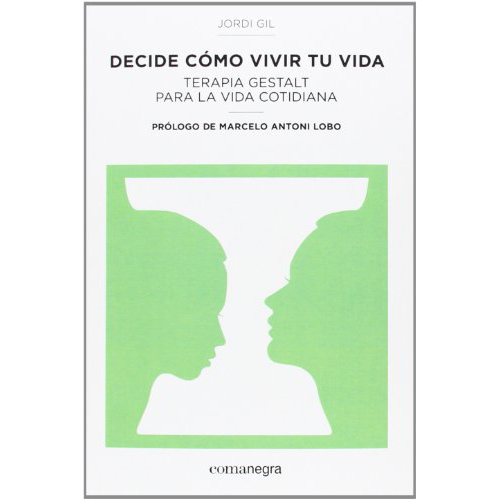 JORDI GIL
DECIDE CÓMO VIVIR TU VIDA
TERAPIA GESTALT
PARA LA VIDA COTIDIANA
PRÓLOGO DE MARCELO ANTONI LOBO
comanegra